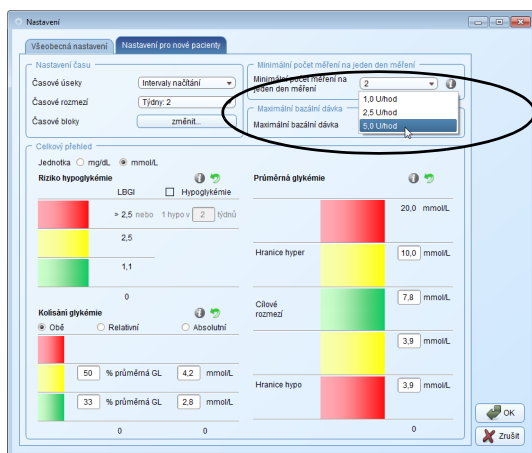 Nastavení
Všeobecná nastavení
Nastavení pro nové pacienty
Nastavení času
Časové úseky
Intervaly načítání
Časové rozmezí
Týdny: 2
Časové bloky
změnit...
Minimální počet měření na jeden den měření
Minimální počet měření na
jeden den měření
2
1,0 U/hod
2,5 U/hod
5,0 U/hod
Maximální bazální dávka
Maximální bazální dávka
Celkový přehled
Jednotka mg/dL mmol/L
Riziko hypoglykémie
LBGI Hypoglykémie
> 2,5 nebo 1 hypo v 2 týdnů
2,5
1,1
0
Kolísání glykémie
Obě Relativní Absolutní
50 % průměrná GL 4,2 mmol/L
33 % průměrná GL 2,8 mmol/L
0 0
Průměrná glykémie
20,0 mmol/L
Hranice hyper 10,0 mmol/L
Cílové
rozmezí
7,8 mmol/L
3,9 mmol/L
Hranice hypo 3,9 mmol/L
0
OK
Zrušit